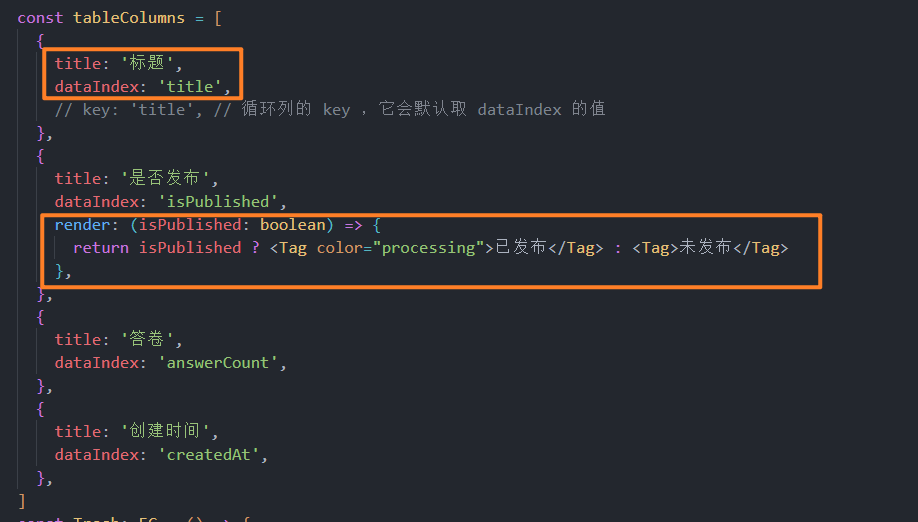 const tableColumns = [
{
title: '标题',
dataIndex: 'title',
// key: 'title', // 循环列的 key ，它会默认取 dataIndex 的值
},
{
title: '是否发布',
dataIndex: 'isPublished',
render: (isPublished: boolean) => {
return isPublished ? <Tag color="processing">已发布</Tag> : <Tag>未发布</Tag>
},
},
{
title: '答卷',
dataIndex: 'answerCount',
},
{
title: '创建时间',
dataIndex: 'createdAt',
},
]